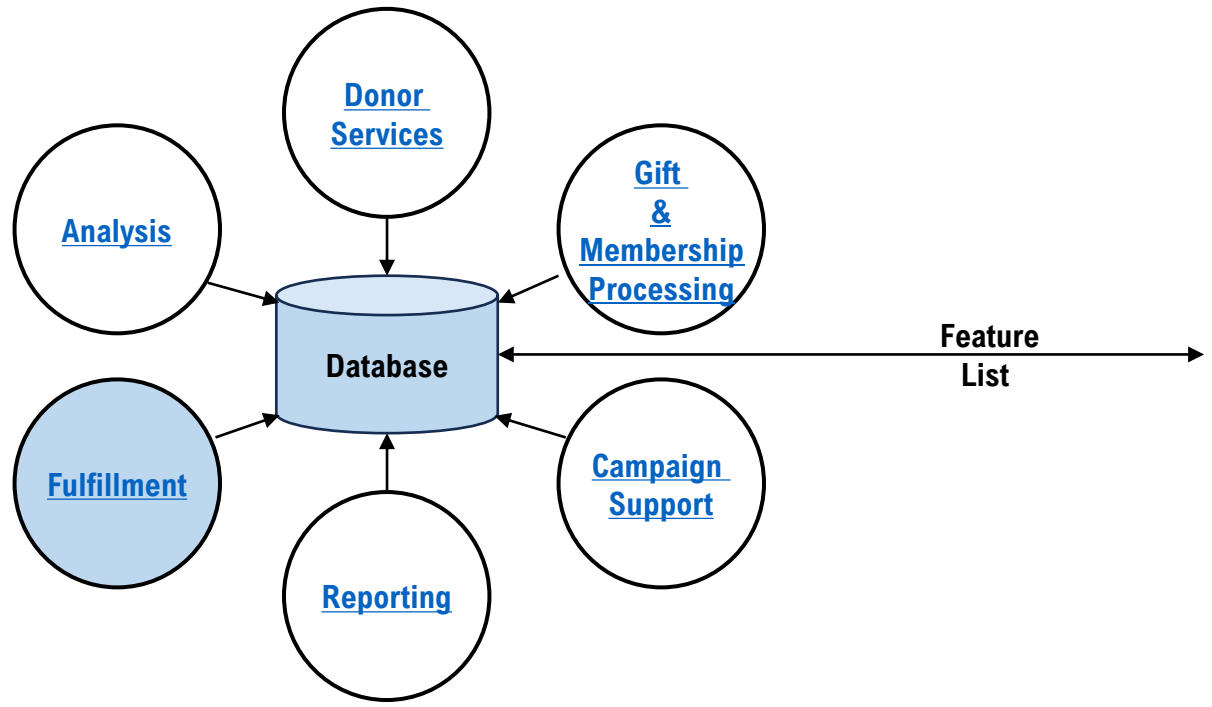 Donor
Services
Gift
&
Membership
Processing
Analysis
Database
Feature
List
Fulfillment
Campaign
Support
Reporting